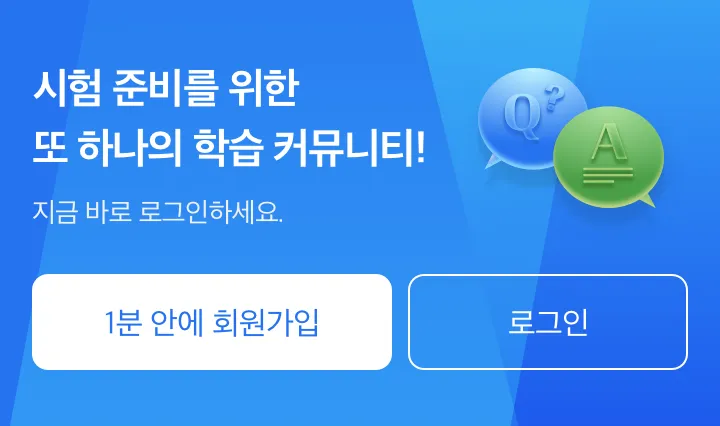 시험 준비를 위한
또 하나의 학습 커뮤니티!
지금 바로 로그인하세요.
Q?
A
1분 안에 회원가입
로그인